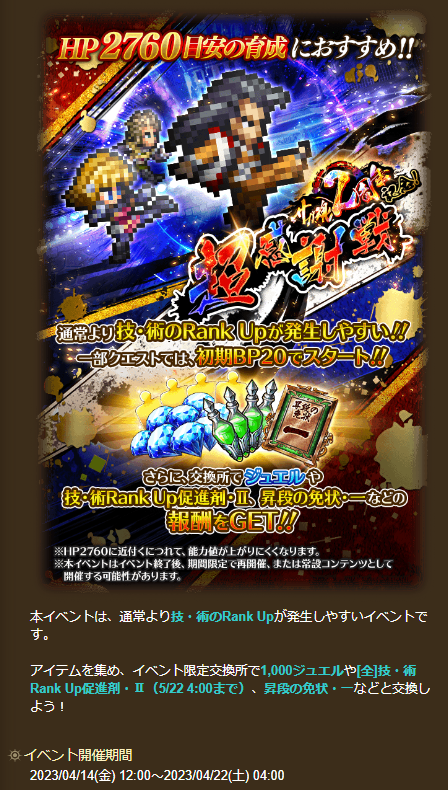 HP2760目安の育成におすすめ!!
2周年記念!
超感謝戦
通常より技・術のRank Upが発生しやすい!!
一部クエストでは、初期BP20でスタート!!
昇段の免状
一
さらに、交換所でジュエルや
技・術Rank Up促進剤・Ⅱ、昇段の免状・一などの
報酬をGET!!
※HP2760に近付くにつれて、能力値が上がりにくくなります。
※本イベントはイベント終了後、期間限定で再開催、または常設コンテンツとして
開催する可能性があります。
本イベントは、通常より技・術のRank Upが発生しやすいイベントで
す。
アイテムを集め、イベント限定交換所で1,000ジュエルや[全]技・術
Rank Up促進剤・Ⅱ（5/22 4:00まで）、昇段の免状・一などと交換し
よう！
イベント開催期間
2023/04/14(金) 12:00～2023/04/22(土) 04:00